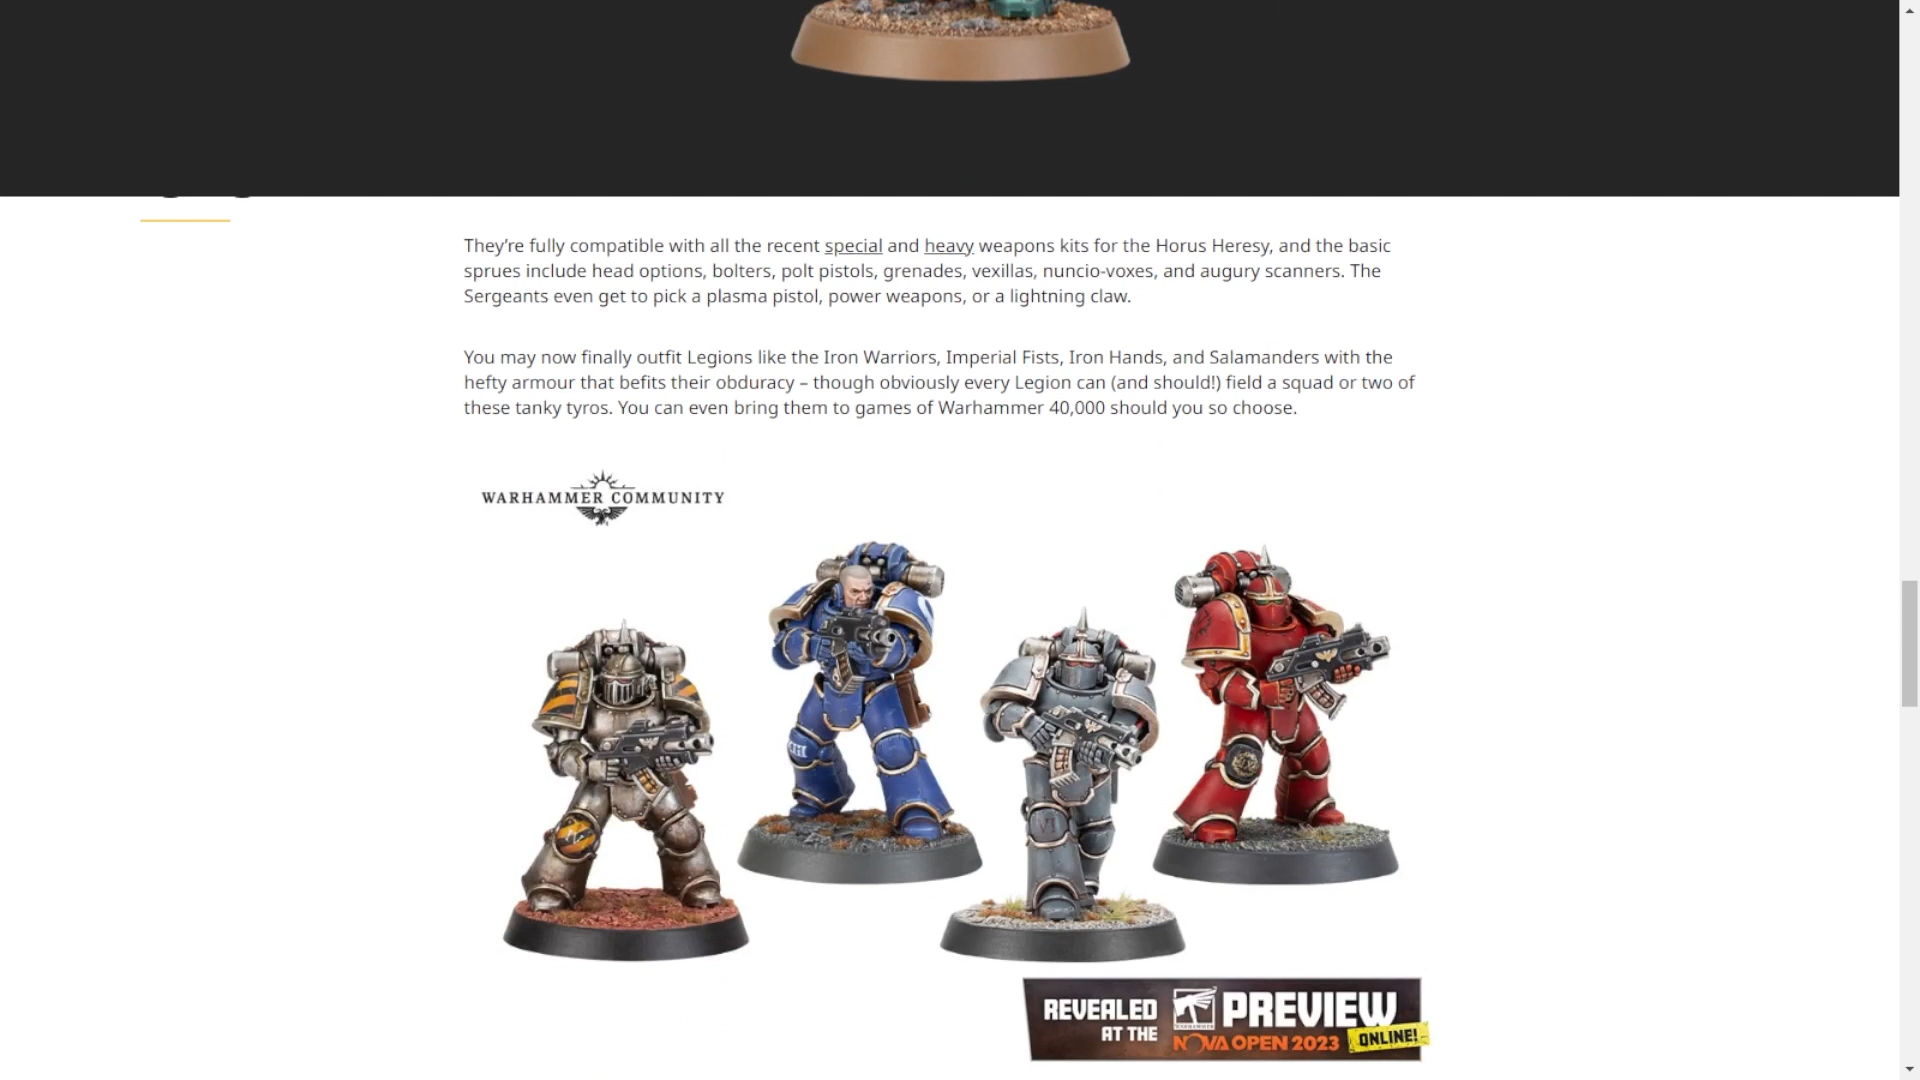 They’re fully compatible with all the recent special and heavy weapons kits for the Horus Heresy, and the basic
sprues include head options, bolters, polt pistols, grenades, vexillas, nuncio-voxes, and augury scanners. The
Sergeants even get to pick a plasma pistol, power weapons, or a lightning claw.
You may now finally outfit Legions like the Iron Warriors, Imperial Fists, Iron Hands, and Salamanders with the
hefty armour that befits their obduracy – though obviously every Legion can (and should!) field a squad or two of
these tanky tyros. You can even bring them to games of Warhammer 40,000 should you so choose.
WARHAMMER COMMUNITY
XIII
VI
REVEALED
AT THE
WARHAMMER
PREVIEW
NOVA OPEN 2023
ONLINE!